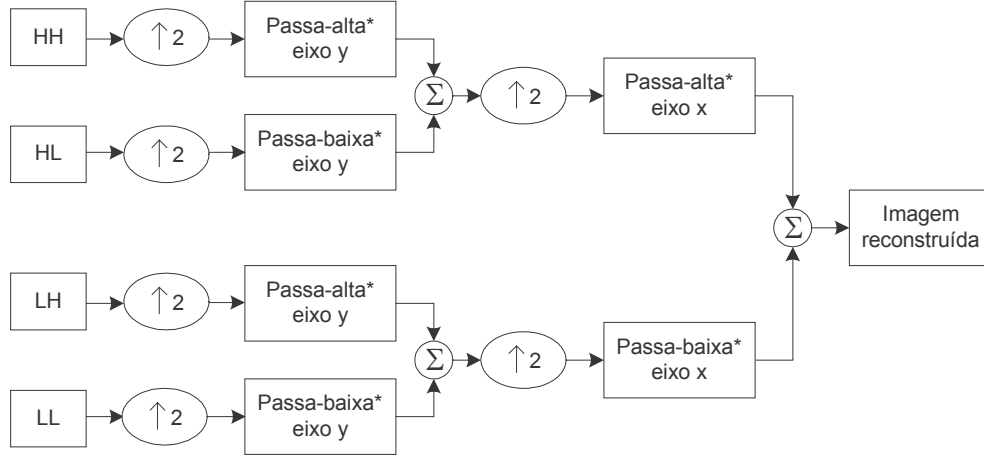 HH
↑2
Passa-alta*
eixo y
HL
↑2
Passa-baixa*
eixo y
Σ
↑2
Passa-alta*
eixo x
LH
↑2
Passa-alta*
eixo y
LL
↑2
Passa-baixa*
eixo y
Σ
↑2
Passa-baixa*
eixo x
Σ
Imagem
reconstruída